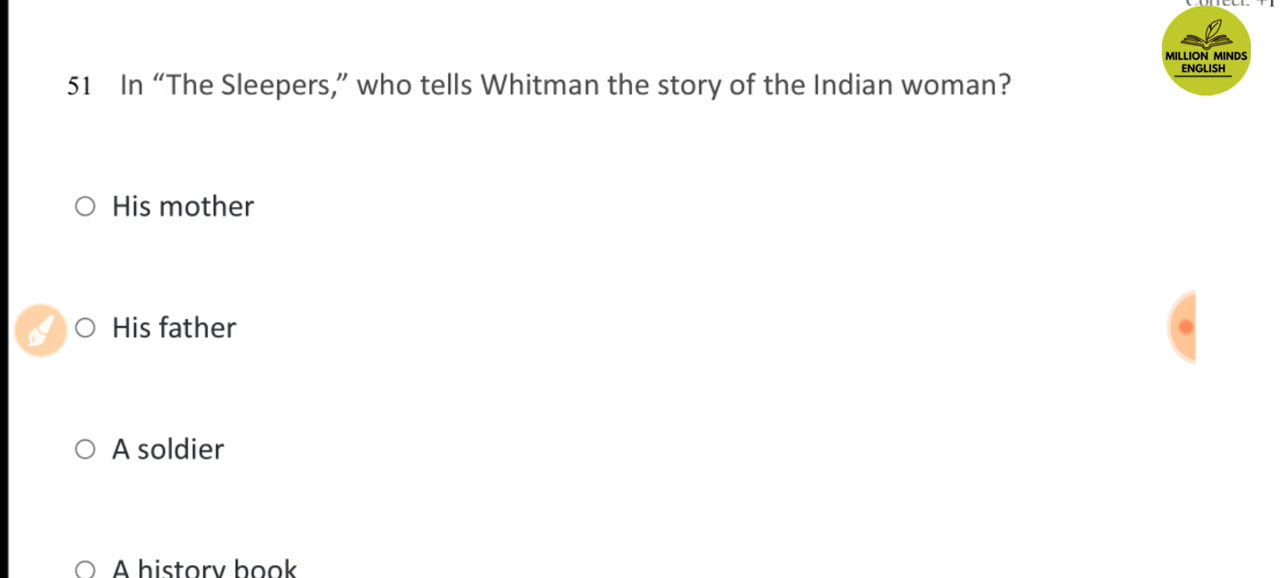 MILLION MINDS
ENGLISH
51 In “The Sleepers,” who tells Whitman the story of the Indian woman?
His mother
His father
A soldier
A history book